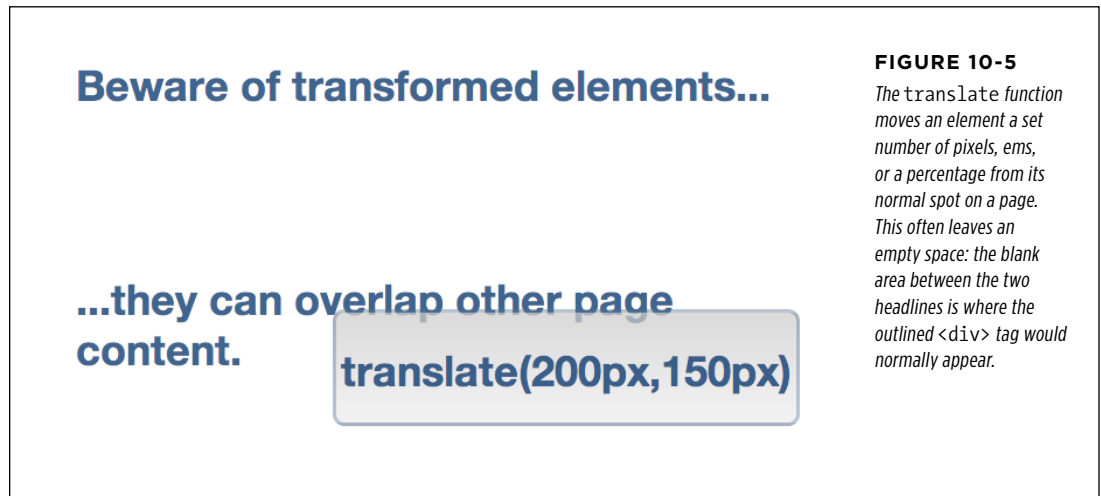 Beware of transformed elements...
...they can overlap other page
content.
translate(200px,150px)
FIGURE 10-5
The translate function
moves an element a set
number of pixels, ems,
or a percentage from its
normal spot on a page.
This often leaves an
empty space: the blank
area between the two
headlines is where the
outlined <div> tag would
normally appear.